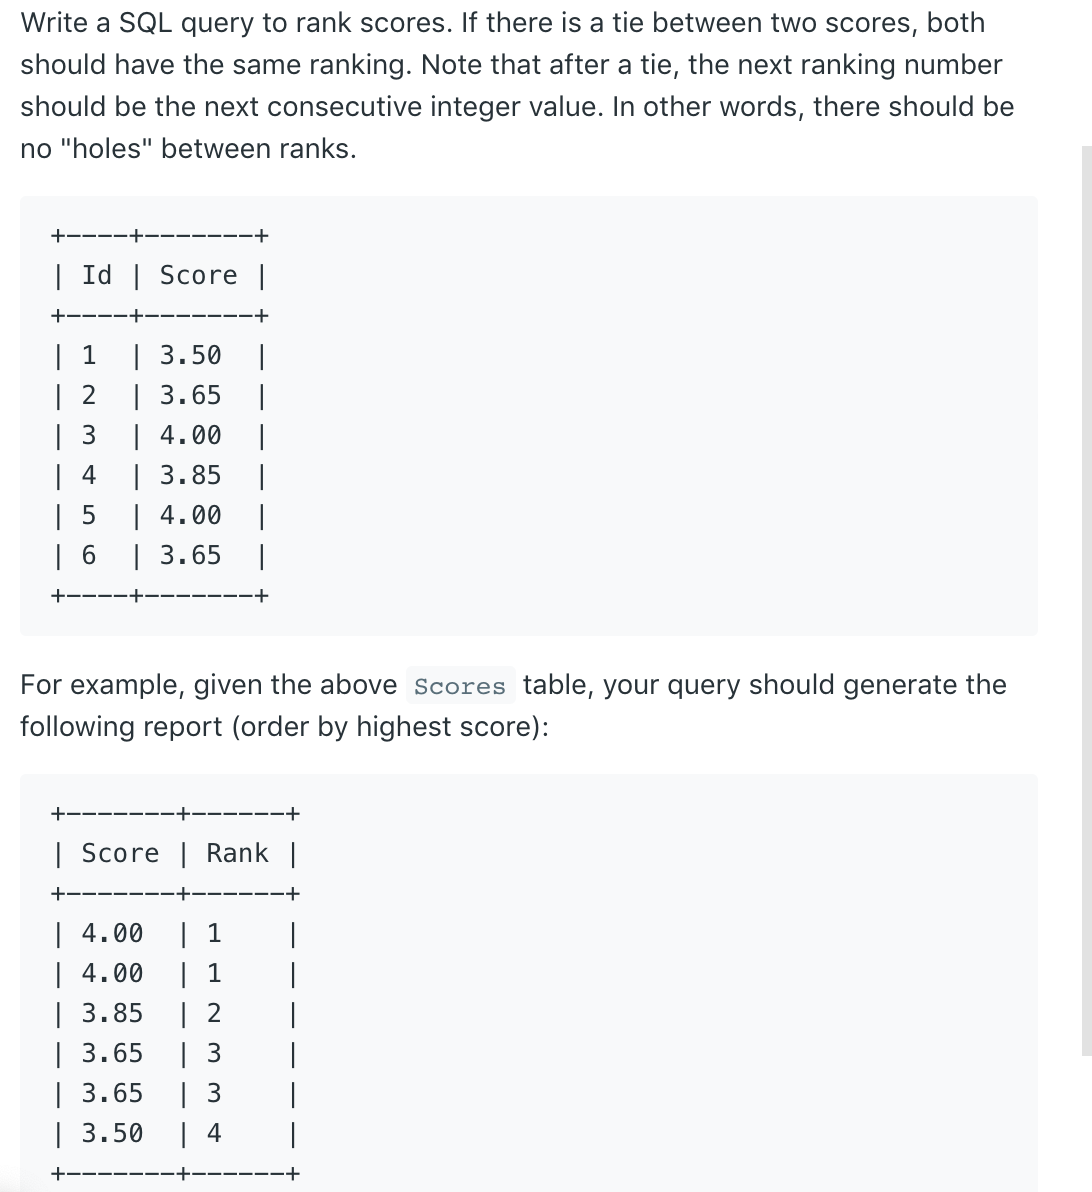 Write a SQL query to rank scores. If there is a tie between two scores, both
should have the same ranking. Note that after a tie, the next ranking number
should be the next consecutive integer value. In other words, there should be
no "holes" between ranks.
+----+-------+
| Id | Score |
+----+-------+
| 1  | 3.50  |
| 2  | 3.65  |
| 3  | 4.00  |
| 4  | 3.85  |
| 5  | 4.00  |
| 6  | 3.65  |
+----+-------+
For example, given the above Scores table, your query should generate the
following report (order by highest score):
+-------+------+
| Score | Rank |
+-------+------+
| 4.00  | 1    |
| 4.00  | 1    |
| 3.85  | 2    |
| 3.65  | 3    |
| 3.65  | 3    |
| 3.50  | 4    |
+-------+------+